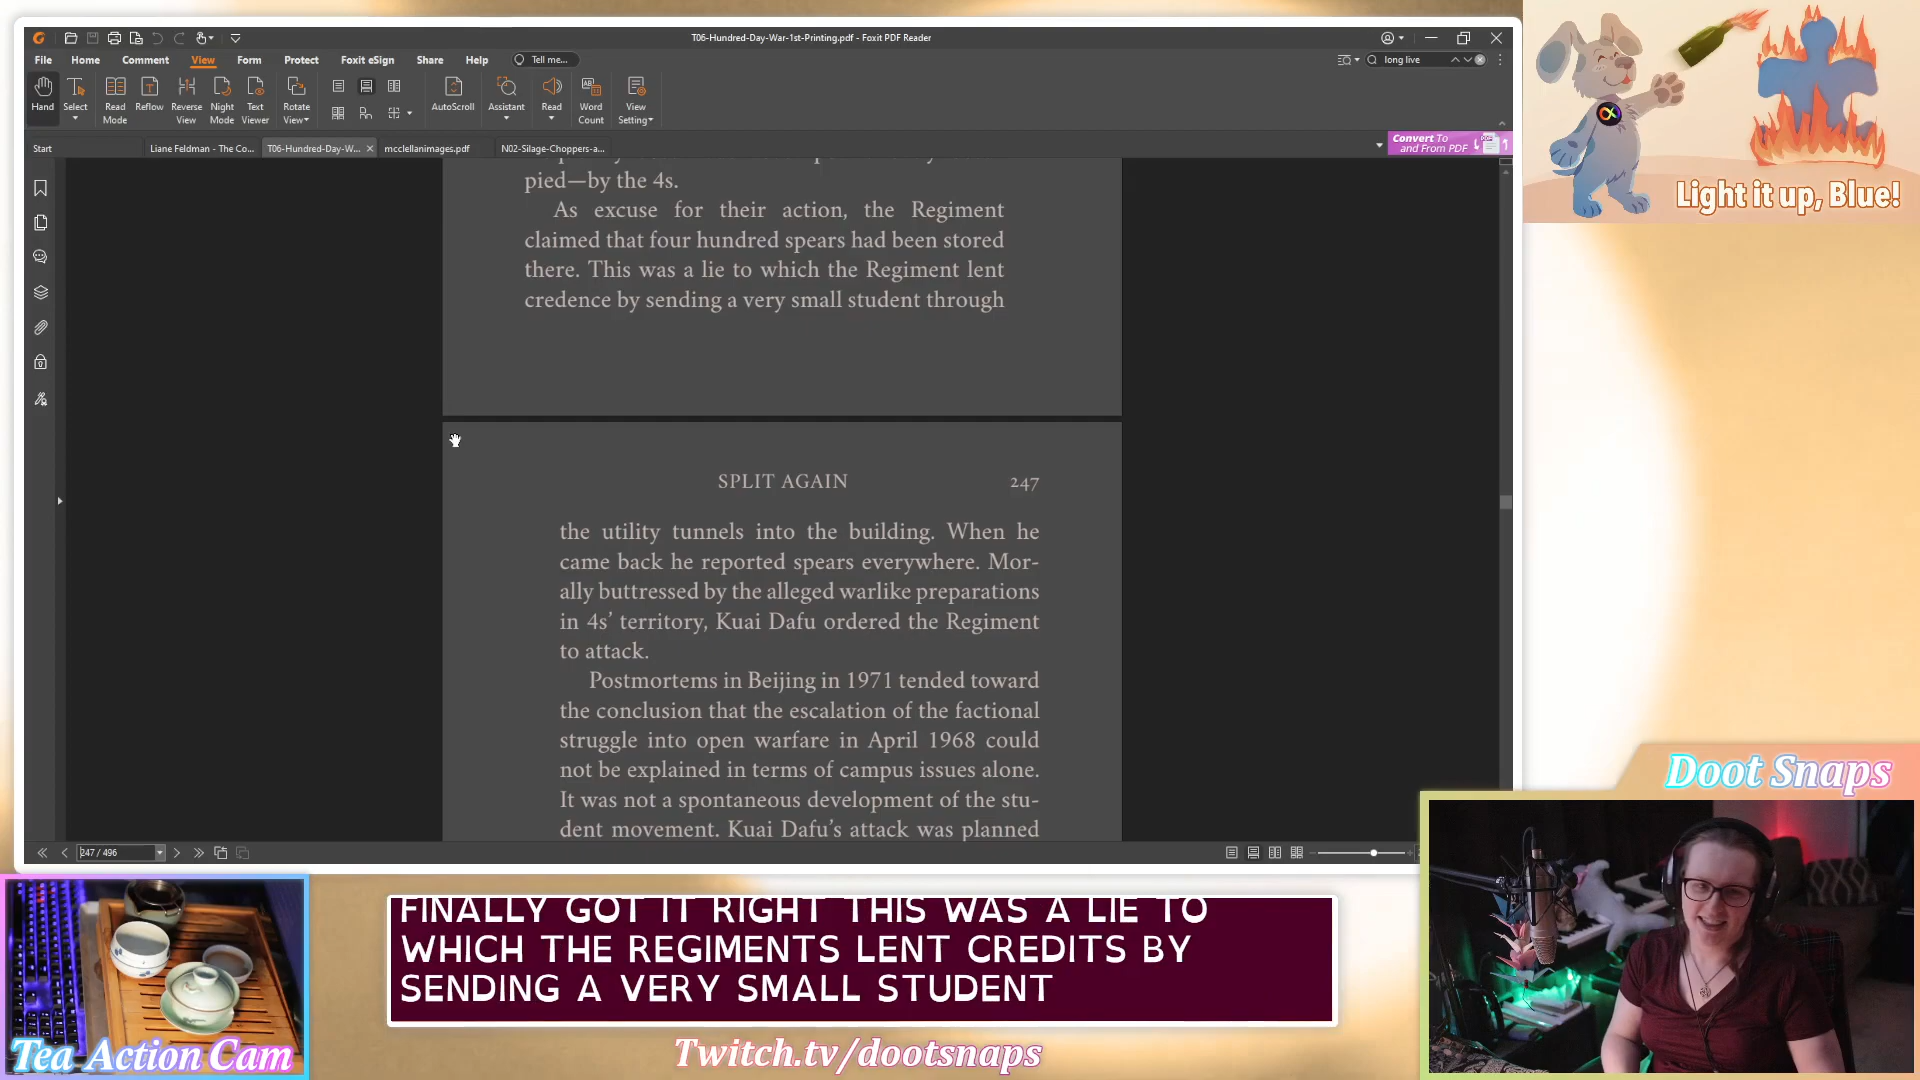 T06-Hundred-Day-War-1st-Printing.pdf - Foxit PDF Reader
File Home Comment View Form Protect Foxit eSign Share Help Tell me... long live
Hand Select Read Mode Reflow Reverse View Night Mode Text Viewer Rotate View AutoScroll Assistant Read Word Count View Setting
Start Liane Feldman - The Co... T06-Hundred-Day-W... mcclellanimages.pdf N02-Silage-Choppers-a... Convert To and From PDF
pied—by the 4s.
As excuse for their action, the Regiment
claimed that four hundred spears had been stored
there. This was a lie to which the Regiment lent
credence by sending a very small student through
SPLIT AGAIN 247
the utility tunnels into the building. When he
came back he reported spears everywhere. Mor-
ally buttressed by the alleged warlike preparations
in 4s’ territory, Kuai Dafu ordered the Regiment
to attack.
Postmortems in Beijing in 1971 tended toward
the conclusion that the escalation of the factional
struggle into open warfare in April 1968 could
not be explained in terms of campus issues alone.
It was not a spontaneous development of the stu-
dent movement. Kuai Dafu’s attack was planned
247 / 496
Light it up, Blue!
Doot Snaps
Tea Action Cam
FINALLY GOT IT RIGHT THIS WAS A LIE TO
WHICH THE REGIMENTS LENT CREDITS BY
SENDING A VERY SMALL STUDENT
Twitch.tv/dootsnaps